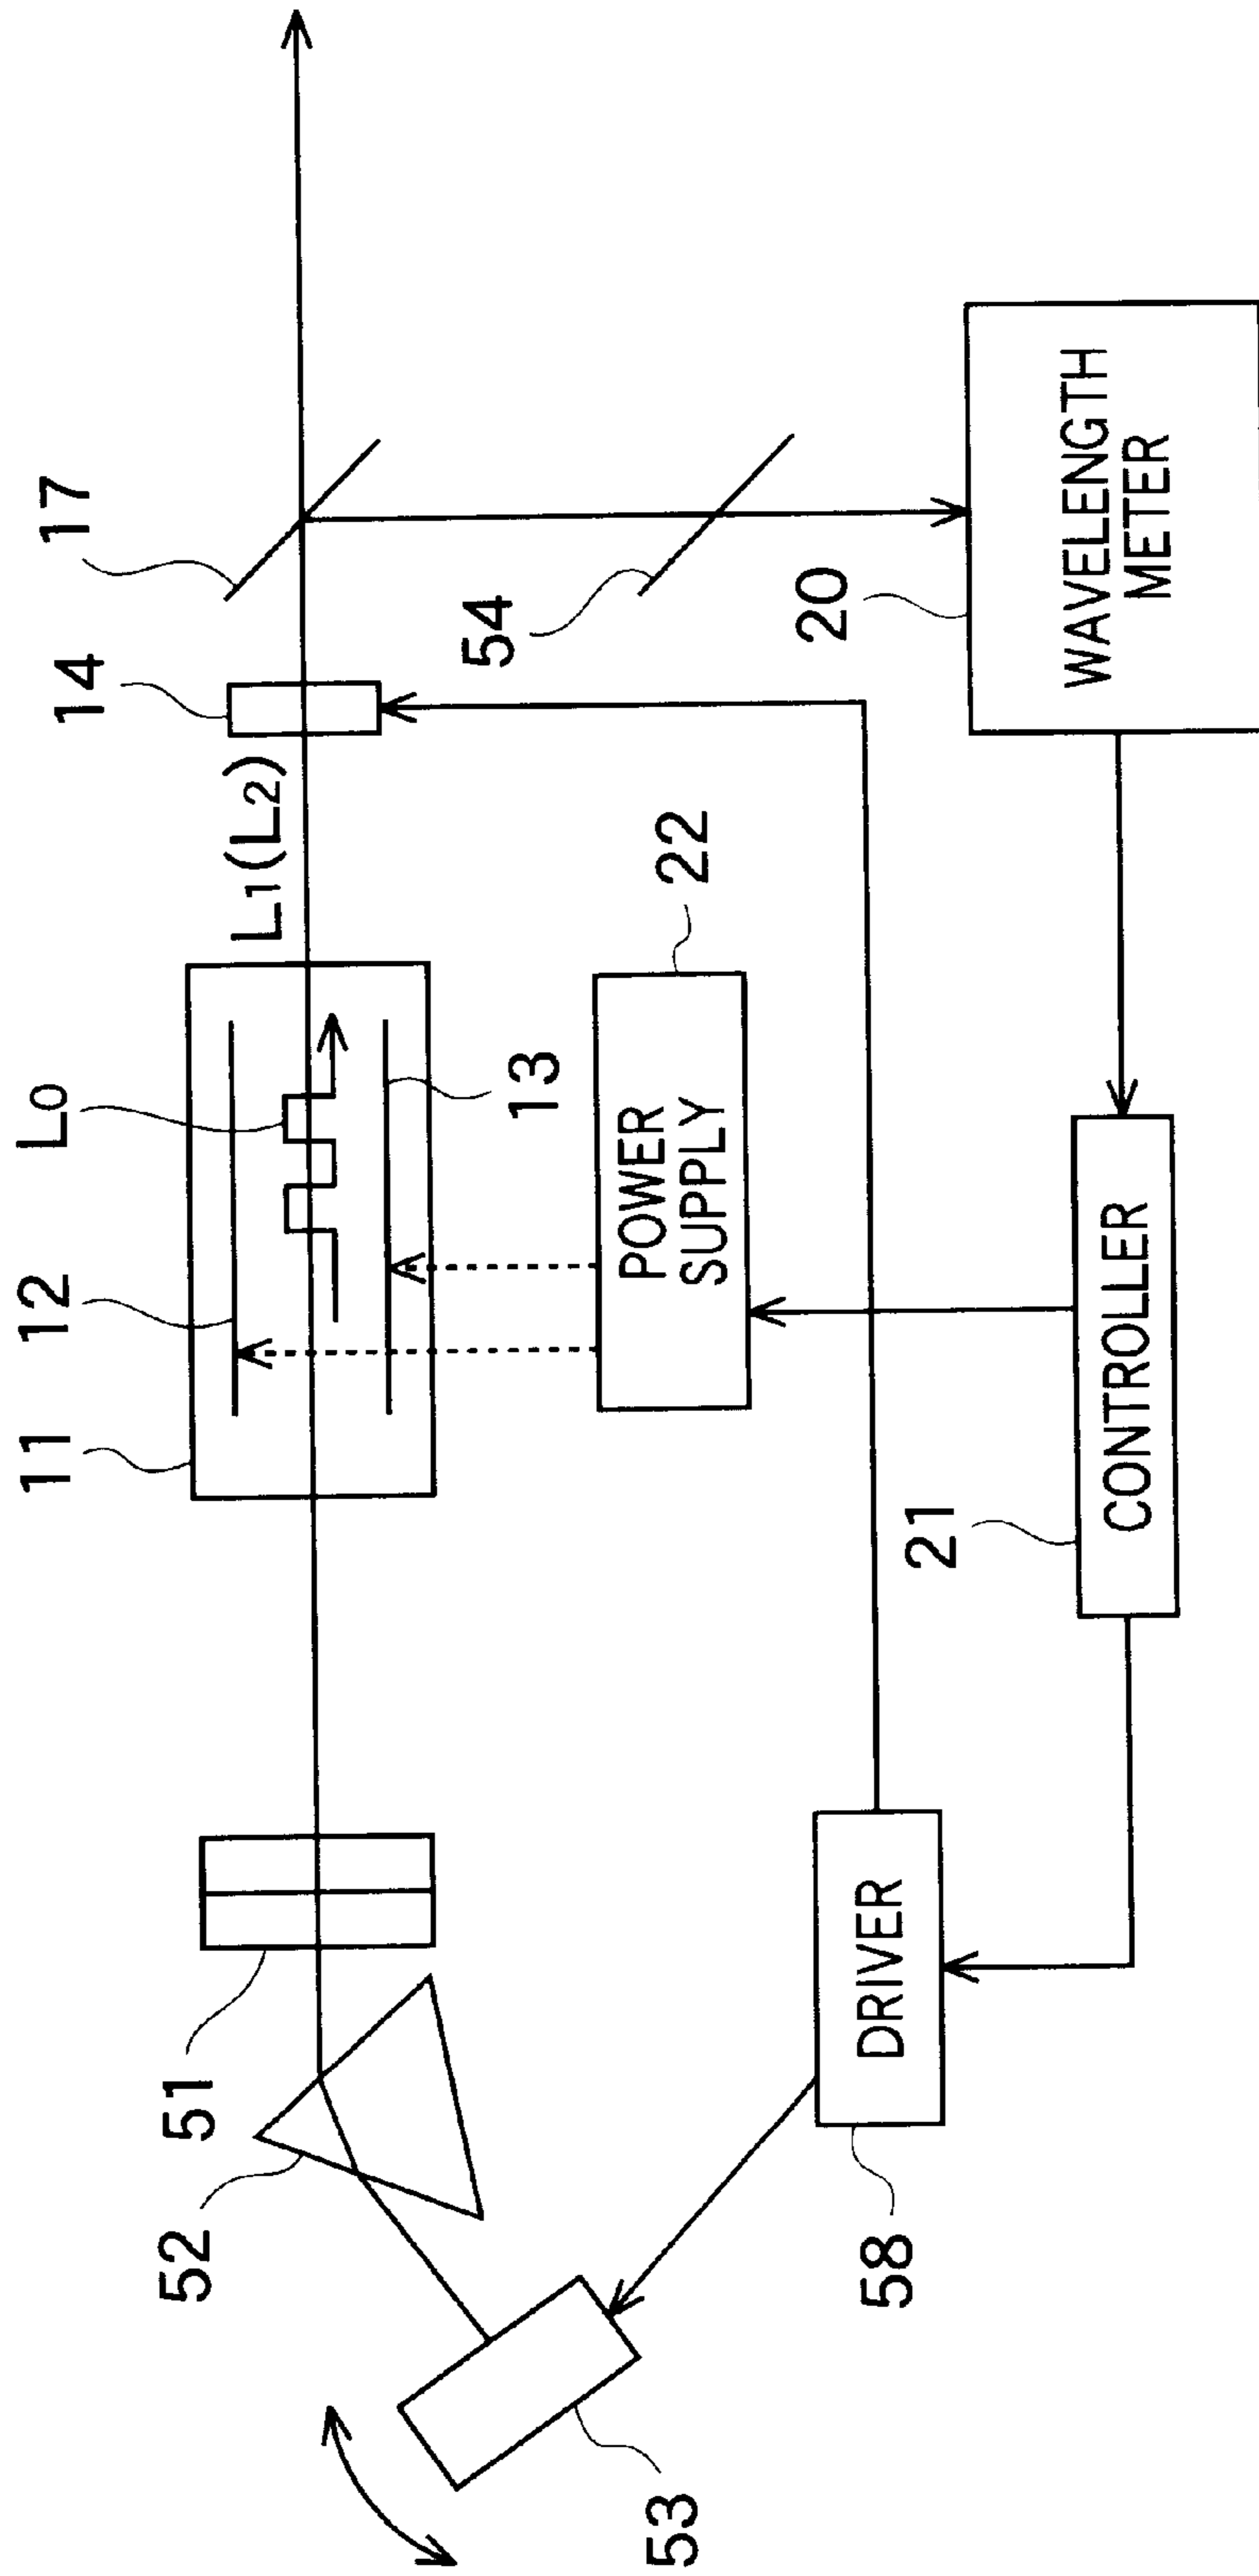 53
52
51
11
12
L0
L1(L2)
14
17
13
54
POWER
SUPPLY
22
58
DRIVER
21
CONTROLLER
20
WAVELENGTH
METER